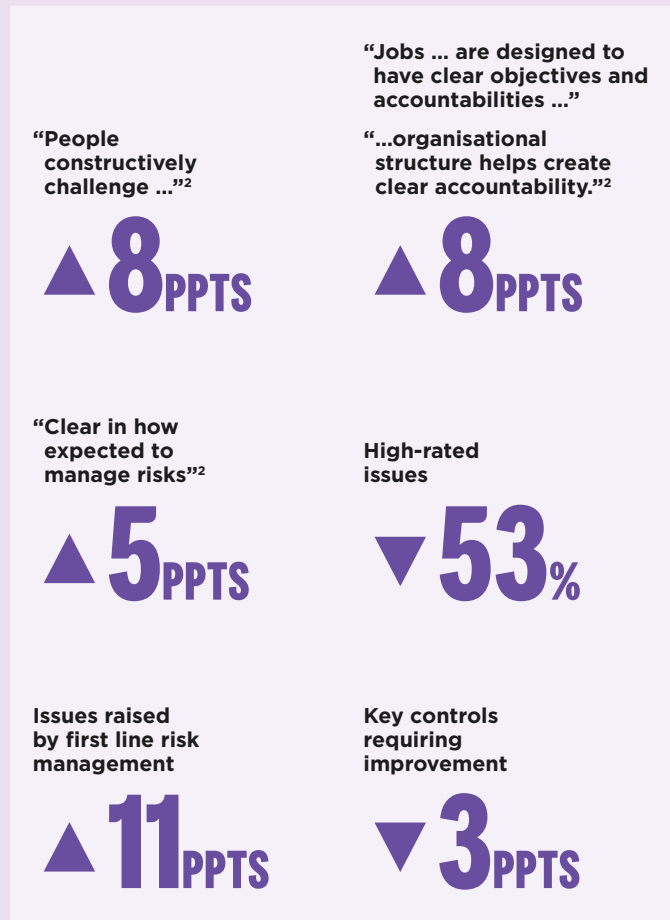 “People
constructively
challenge ...”²
▲ 8PPTS
“Jobs ... are designed to
have clear objectives and
accountabilities ...”
“...organisational
structure helps create
clear accountability.”²
▲ 8PPTS
“Clear in how
expected to
manage risks”²
▲ 5PPTS
High-rated
issues
▼ 53%
Issues raised
by first line risk
management
▲ 11PPTS
Key controls
requiring
improvement
▼ 3PPTS